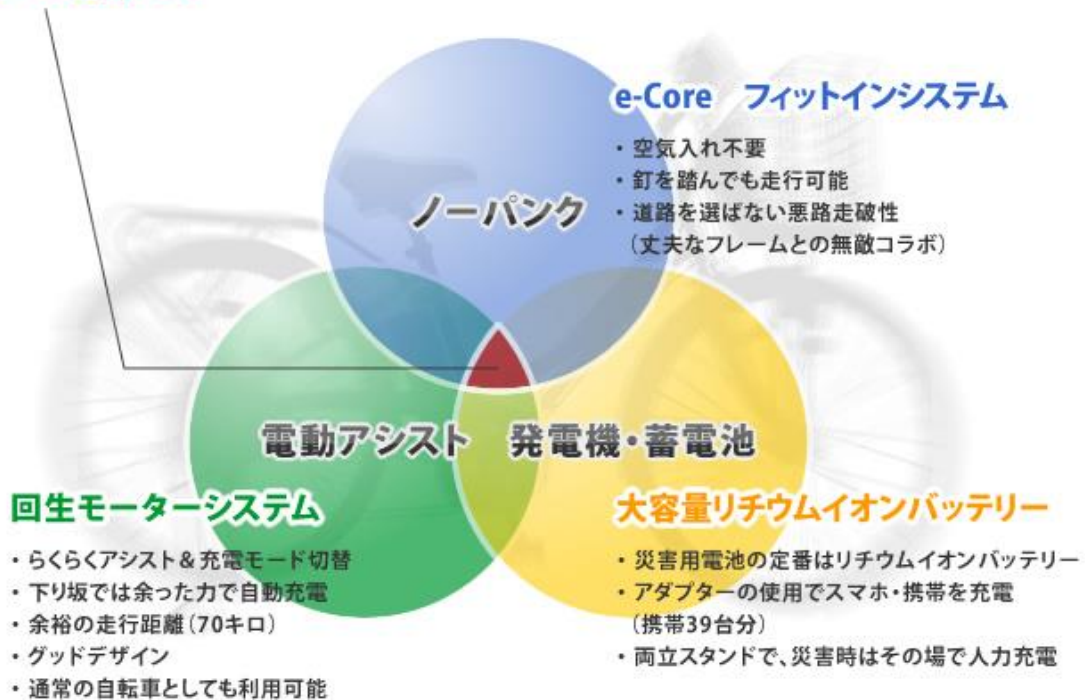 e-Core フィットインシステム
・空気入れ不要
・釘を踏んでも走行可能
・道路を選ばない悪路走破性
(丈夫なフレームとの無敵コラボ)
ノーパンク
電動アシスト 発電機・蓄電池
回生モーターシステム
・らくらくアシスト&充電モード切替
・下り坂では余った力で自動充電
・余裕の走行距離(70キロ)
・グッドデザイン
・通常の自転車としても利用可能
大容量リチウムイオンバッテリー
・災害用電池の定番はリチウムイオンバッテリー
・アダプターの使用でスマホ・携帯を充電
(携帯39台分)
・両立スタンドで、災害時はその場で人力充電